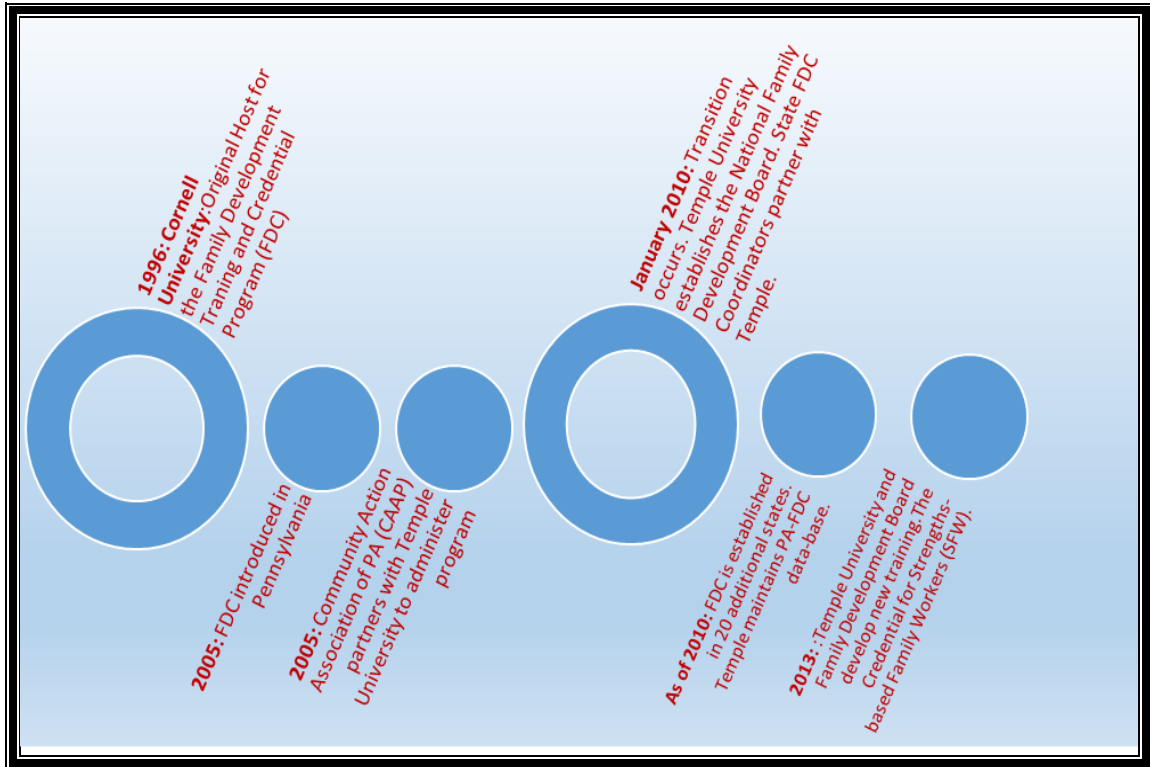 1996: Cornell
University:Original Host for
the Family Development
Traning and Credential
Program (FDC)
2005: FDC introduced in
Pennsylvania
2005: Community Action
Association of PA (CAAP)
partners with Temple
University to administer
program
January 2010: Transition
occurs. Temple University
establishes the National Family
Development Board. State FDC
Coordinators partner with
Temple.
As of 2010: FDC is established
in 20 additional states.
Temple maintains PA-FDC
data-base.
2013: :Temple University and
Family Development Board
develop new training. The
Credential for Strengths-
based Family Workers (SFW).